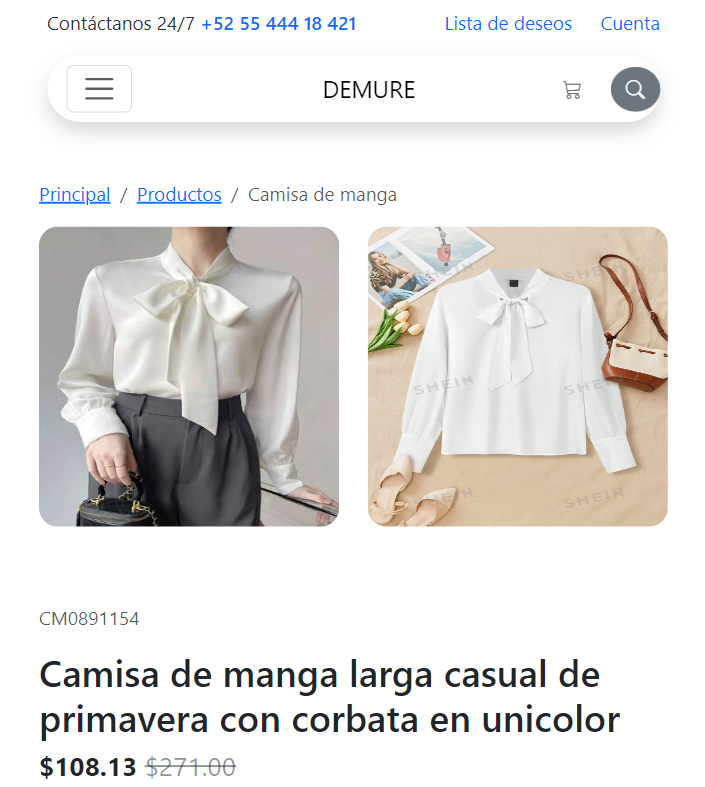 Contáctanos 24/7 +52 55 444 18 421 Lista de deseos Cuenta
DEMURE
Principal / Productos / Camisa de manga
SHEIN
SHEIN
SHEIN
SHEIN
SHEIN
SHEIN
CM0891154
Camisa de manga larga casual de
primavera con corbata en unicolor
$108.13 $271.00